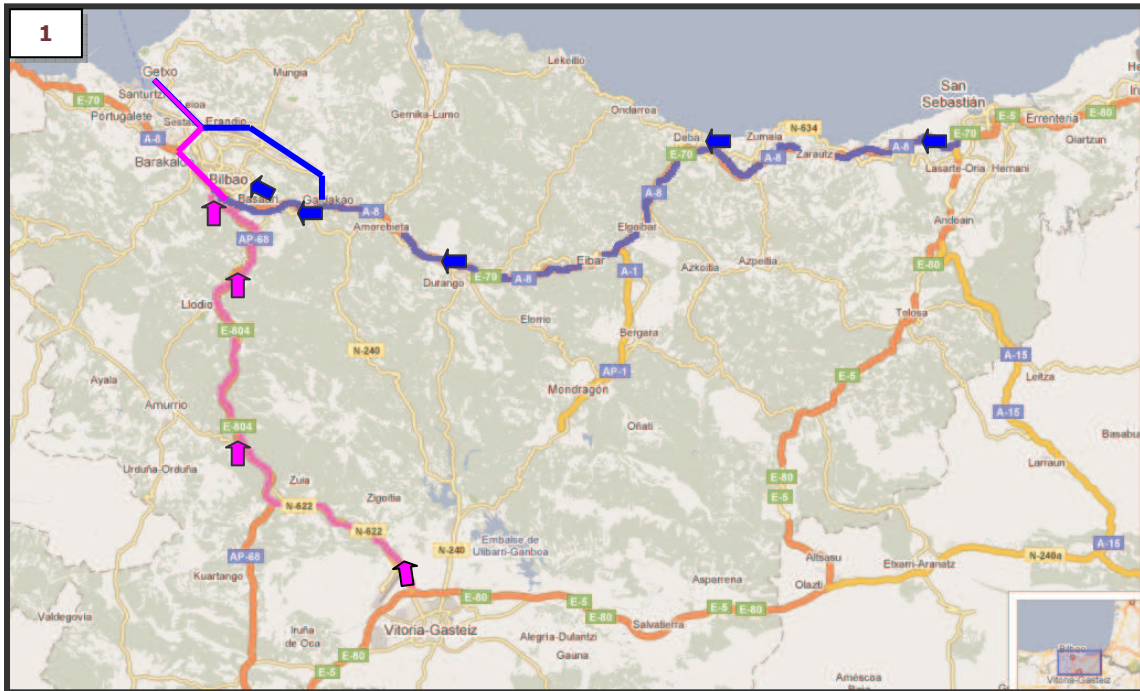 1
Getxo
Mungia
Lekeitio
Santurtzi
E-70
Portugalete
Erandio
Gernika-Lumo
Ondarroa
San
Sebastián
E-5
E-80
Errenteria
Oiartzun
A-8
Barakaldo
Deba
Zumaia
N-634
Zarautz
A-8
E-70
E-70
A-8
Lasarte-Oria
Hernani
Bilbao
Basauri
A-8
A-8
Amorebieta
Andoain
AP-68
Elgoibar
Eibar
A-1
Azkoitia
Azpeitia
E-80
Durango
E-70
A-8
Llodio
Elorrio
Tolosa
E-804
Bergara
N-240
AP-1
E-5
A-15
Leitza
Ayala
Mondragón
Amurrio
A-15
E-804
Oñati
Basabu
Urduña-Orduña
Larraun
Zuia
Zigoitia
E-80
E-5
N-622
N-622
Embalse de
Ulibarri-Ganboa
A-15
AP-68
N-240
Altsasu
N-240a
Kuartango
Asparrena
Olazti
Etxarri-Aranatz
E-80
E-5
E-5
E-80
Valdegovia
E-80
Iruña
de Oca
Vitoria-Gasteiz
Salvatierra
Alegria-Dulantzi
Gauna
E-80
E-5
Bilbao
Améscoa
Vitoria-Gasteiz